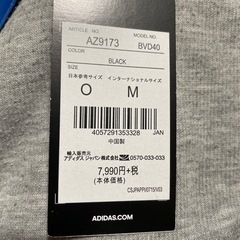 ARTICLE NO. MODEL NO.
AZ9173 BVD40
COLOR
BLACK
SIZE
日本参考サイズ インターナショナルサイズ
O M
4057291353328 JAN
中国製
輸入販売元
アディダス ジャパン株式会社 0570-033-033
7,990円+税
(本体価格)
CSJPAPP/0715/V03
ADIDAS.COM